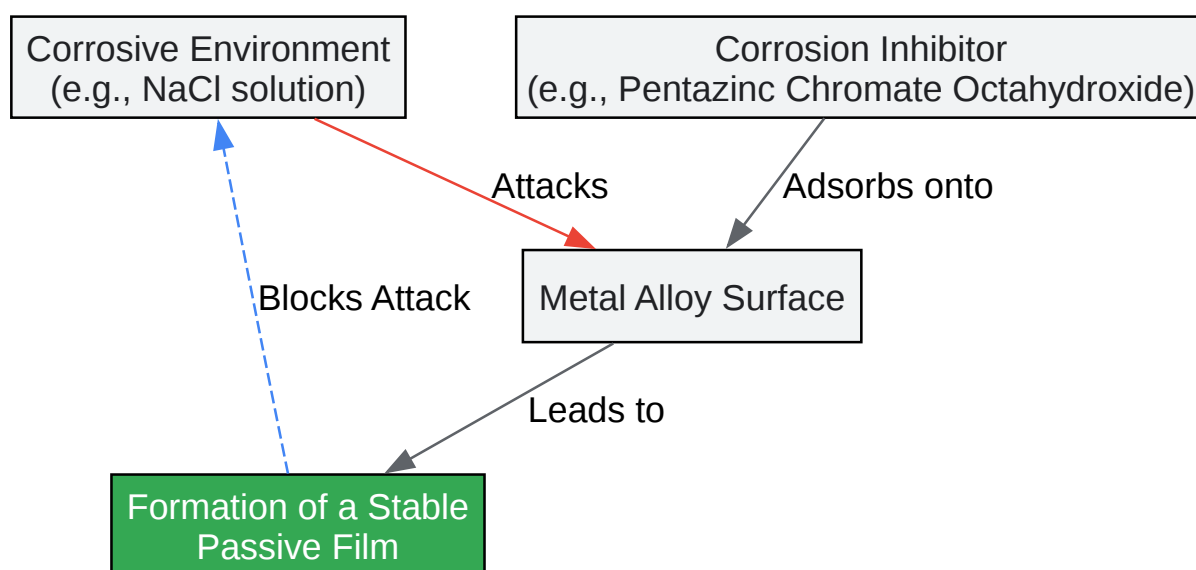 Corrosive Environment
(e.g., NaCl solution)
Corrosion Inhibitor
(e.g., Pentazinc Chromate Octahydroxide)
Attacks
Adsorbs onto
Blocks Attack
Metal Alloy Surface
Leads to
Formation of a Stable
Passive Film